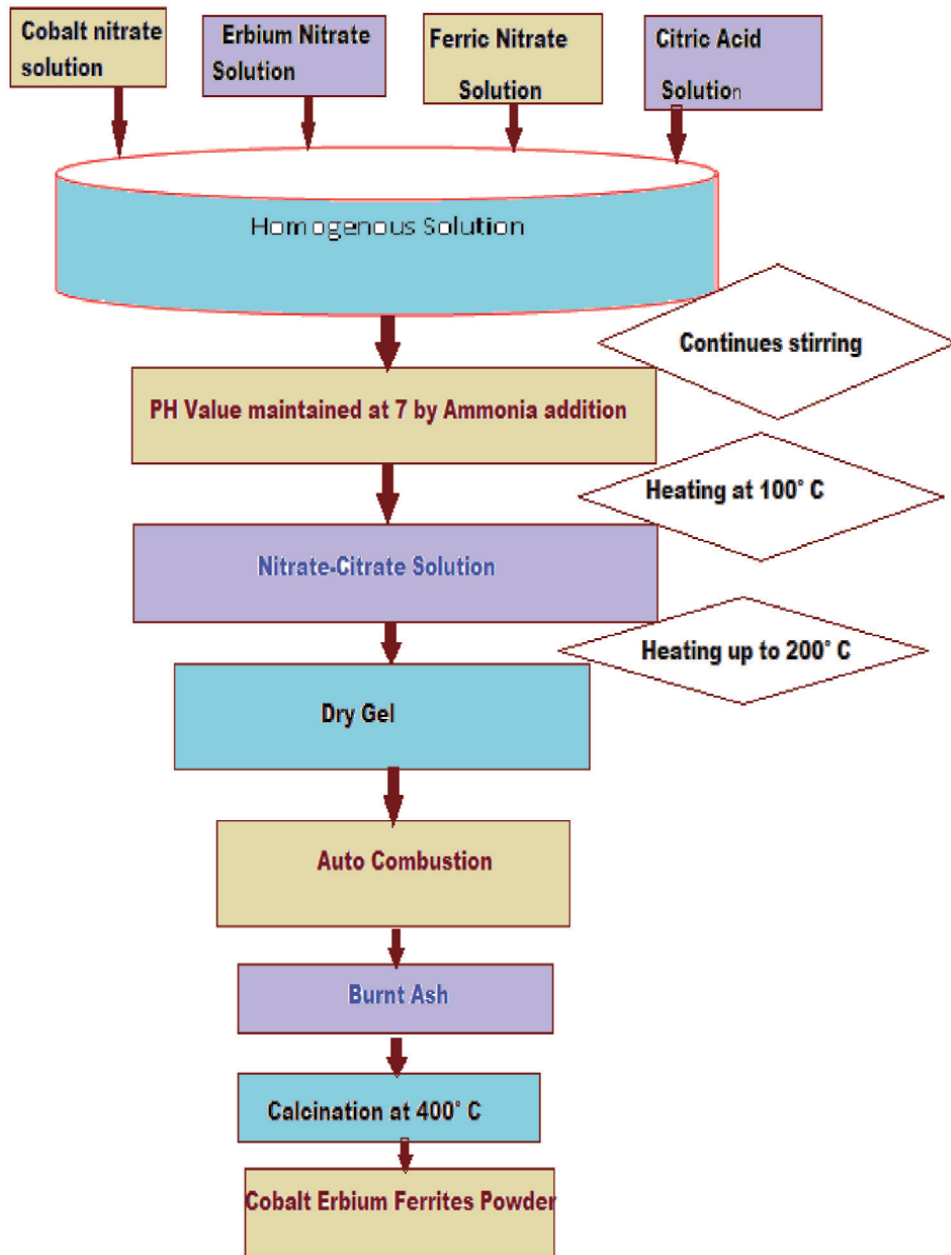 Cobalt nitrate
solution
Erbium Nitrate
Solution
Ferric Nitrate
Solution
Citric Acid
Solution
Homogenous Solution
Continues stirring
PH Value maintained at 7 by Ammonia addition
Heating at 100° C
Nitrate-Citrate Solution
Heating up to 200° C
Dry Gel
Auto Combustion
Burnt Ash
Calcination at 400° C
Cobalt Erbium Ferrites Powder